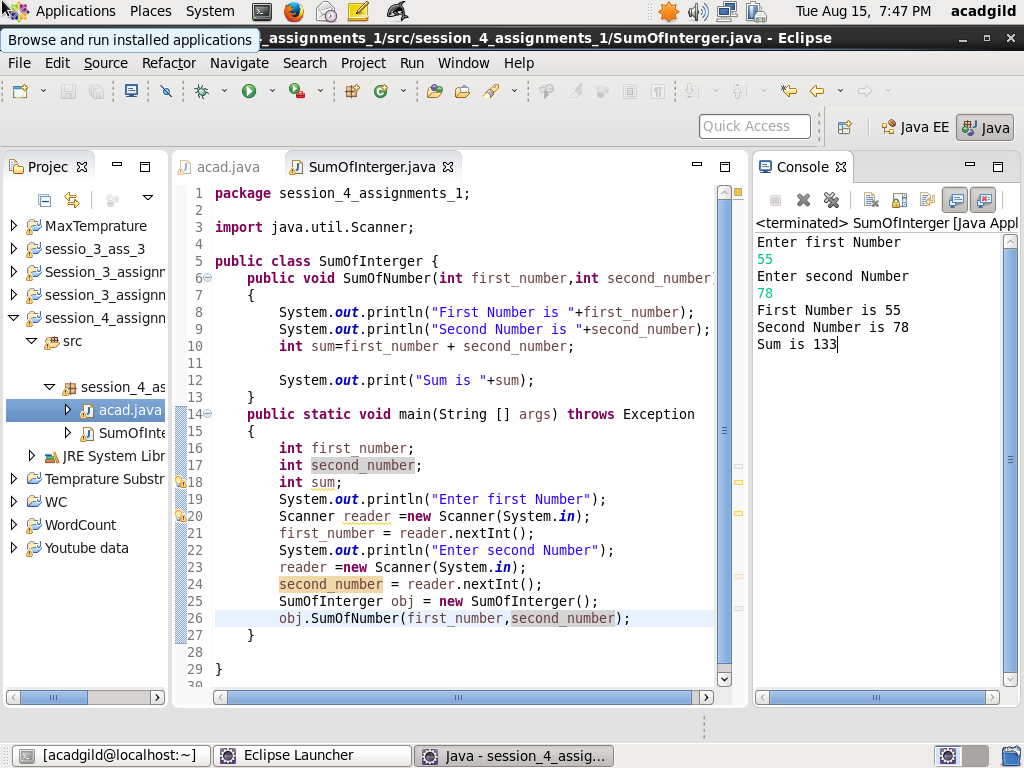 Applications Places System Tue Aug 15, 7:47 PM acadgild
Browse and run installed applications
_assignments_1/src/session_4_assignments_1/SumOfInterger.java - Eclipse
File Edit Source Refactor Navigate Search Project Run Window Help
Quick Access
Java EE
Java
Projec
MaxTemprature
sessio_3_ass_3
Session_3_assignm
session_3_assignm
session_4_assignm
src
session_4_as
acad.java
SumOfInte
JRE System Libr
Temprature Substr
WC
WordCount
Youtube data
acad.java
SumOfInterger.java
1 package session_4_assignments_1;
2
3 import java.util.Scanner;
4
5 public class SumOfInterger {
6 public void SumOfNumber(int first_number,int second_number)
7 {
8 System.out.println("First Number is "+first_number);
9 System.out.println("Second Number is "+second_number);
10 int sum=first_number + second_number;
11
12 System.out.print("Sum is "+sum);
13 }
14 public static void main(String [] args) throws Exception
15 {
16 int first_number;
17 int second_number;
18 int sum;
19 System.out.println("Enter first Number");
20 Scanner reader =new Scanner(System.in);
21 first_number = reader.nextInt();
22 System.out.println("Enter second Number");
23 reader =new Scanner(System.in);
24 second_number = reader.nextInt();
25 SumOfInterger obj = new SumOfInterger();
26 obj.SumOfNumber(first_number,second_number);
27 }
28
29 }
30
Console
<terminated> SumOfInterger [Java Appl
Enter first Number
55
Enter second Number
78
First Number is 55
Second Number is 78
Sum is 133
[acadgild@localhost:~]
Eclipse Launcher
Java - session_4_assig...